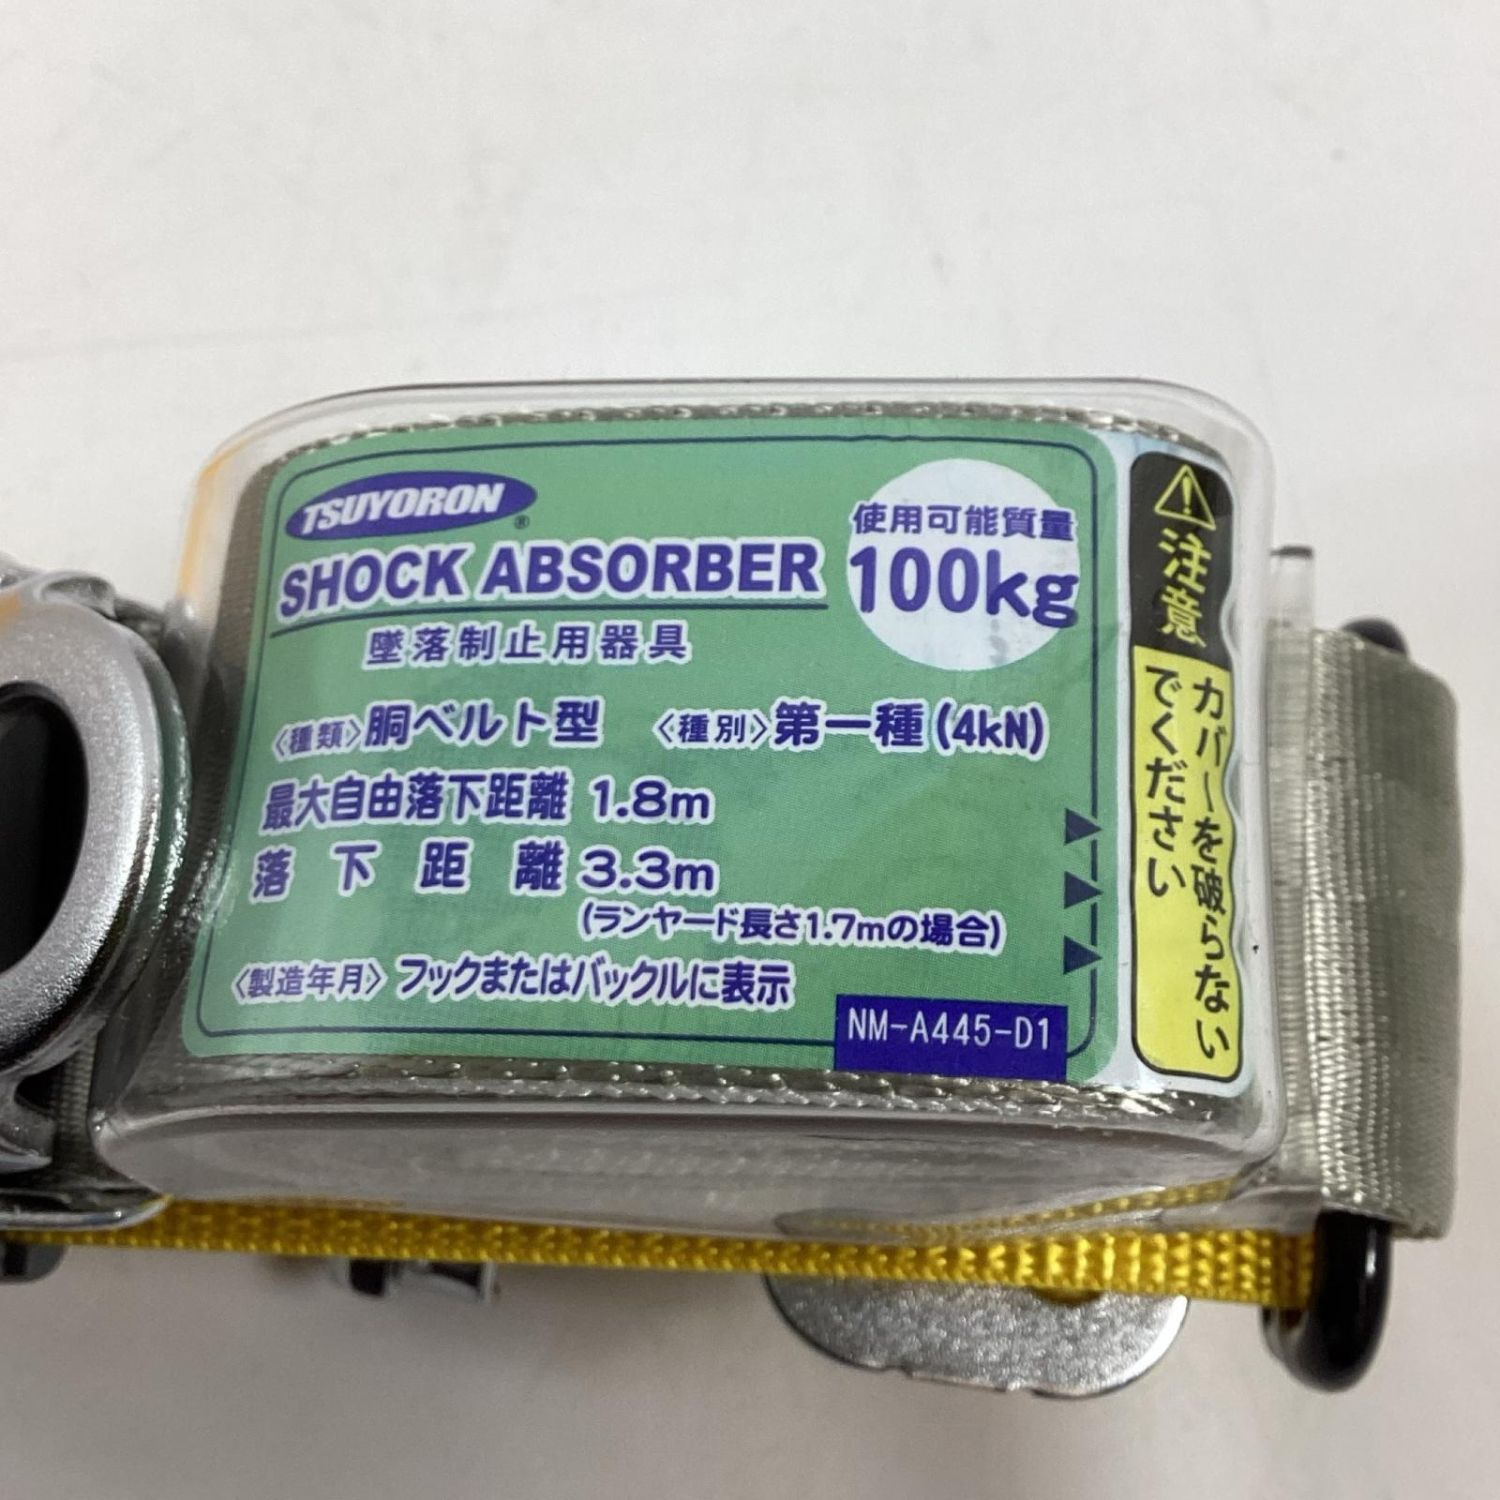 TSUYORON®
SHOCK ABSORBER
墜落制止用器具
使用可能質量
100kg
〈種類〉胴ベルト型 〈種別〉第一種(4kN)
最大自由落下距離 1.8m
落下距離 3.3m
(ランヤード長さ1.7mの場合)
〈製造年月〉フックまたはバックルに表示
NM-A445-D1
注意
カバーを破らない
でください